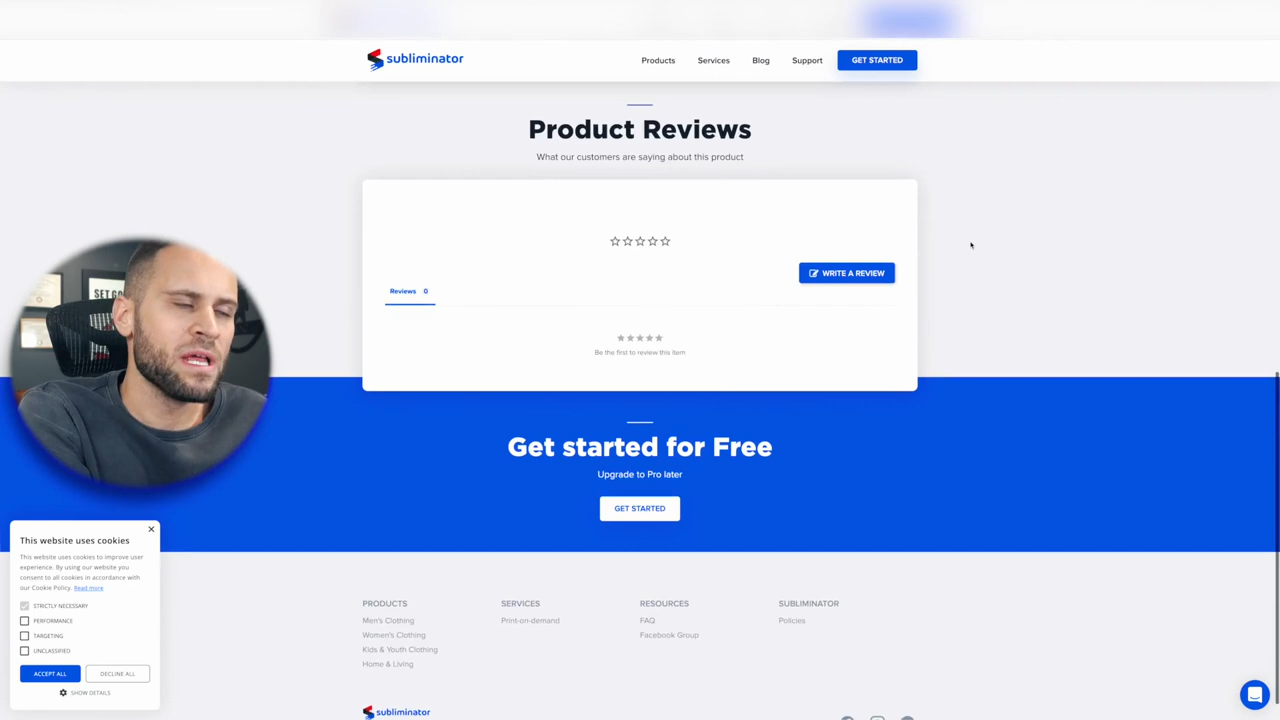 subliminator
Products Services Blog Support GET STARTED
Product Reviews
What our customers are saying about this product
WRITE A REVIEW
Reviews 0
Be the first to review this item
SET GO
Get started for Free
Upgrade to Pro later
GET STARTED
This website uses cookies
This website uses cookies to improve user
experience. By using our website you
consent to all cookies in accordance with
our Cookie Policy. Read more
STRICTLY NECESSARY
PERFORMANCE
TARGETING
UNCLASSIFIED
ACCEPT ALL DECLINE ALL
SHOW DETAILS
PRODUCTS
Men's Clothing
Women's Clothing
Kids & Youth Clothing
Home & Living
SERVICES
Print-on-demand
RESOURCES
FAQ
Facebook Group
SUBLIMINATOR
Policies
subliminator